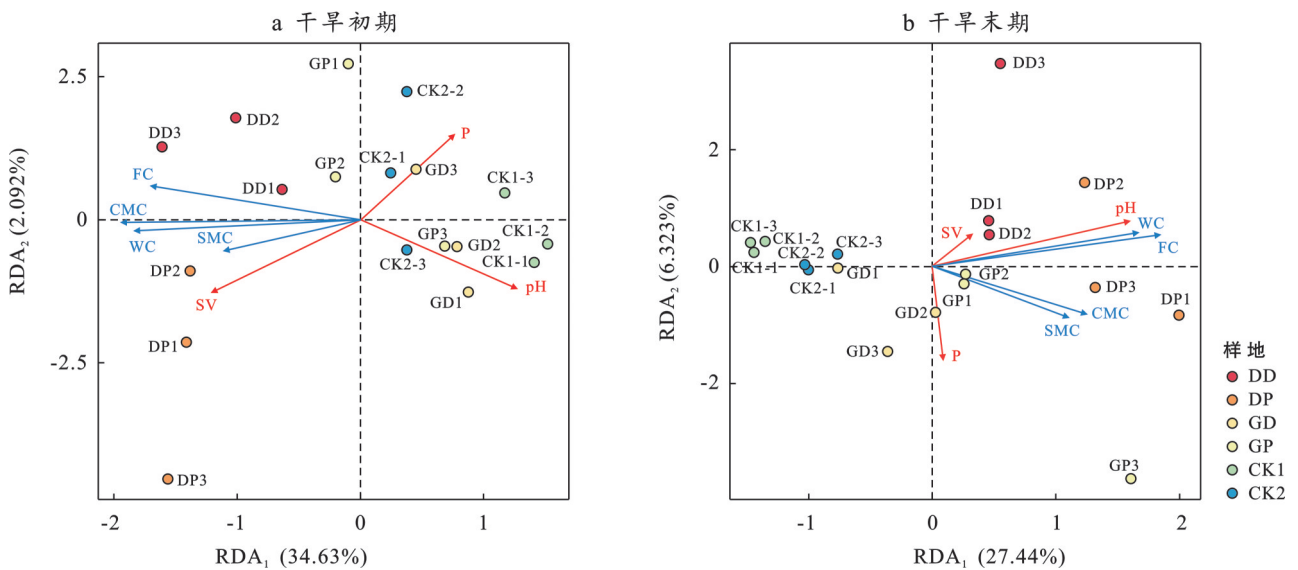 a 干旱初期
GP1
2.5
CK2-2
DD2
P
DD3
CK2-1
GP2
GD3
FC
DD1
CK1-3
CMC
0
WC
SMC
GP3
GD2
CK1-2
CK2-3
CK1-1
DP2
SV
pH
GD1
DP1
-2.5
DP3
-2
-1
0
1
RDA₂ (2.092%)
RDA₁ (34.63%)
b 干旱末期
DD3
2
DP2
DD1
pH
WC
SV
CK1-3
CK2-3
DD2
FC
CK1-2
CK2-2
0
CK1-1
GD1
GP2
CK2-1
DP3
GP1
DP1
GD2
CMC
SMC
GD3
P
-2
GP3
-1
0
1
2
RDA₂ (6.323%)
RDA₁ (27.44%)
样地
DD
DP
GD
GP
CK1
CK2